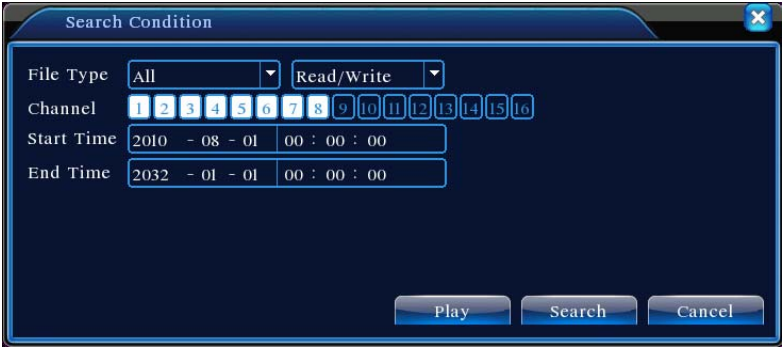 Search Condition
File Type All Read/Write
Channel 1 2 3 4 5 6 7 8 9 10 11 12 13 14 15 16
Start Time 2010 - 08 - 01 00 : 00 : 00
End Time 2032 - 01 - 01 00 : 00 : 00
Play Search Cancel